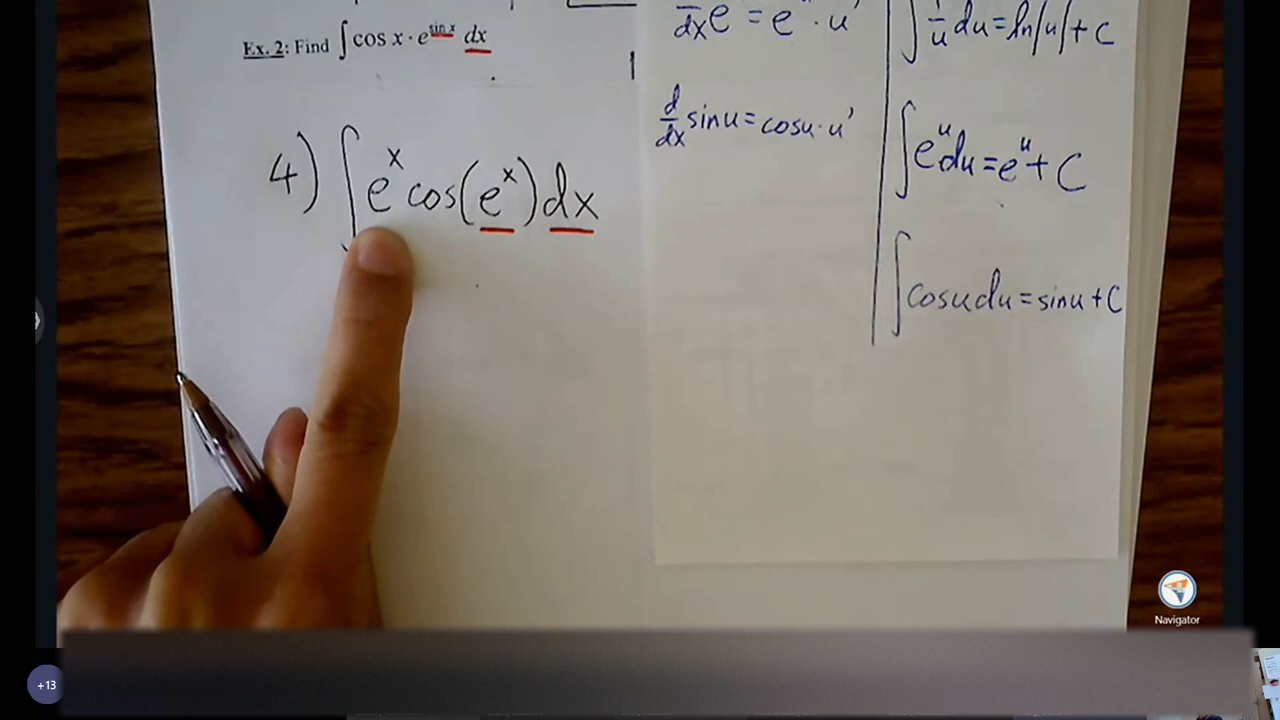 Ex. 2: Find ∫ cos x · e^{sin x} dx
4) ∫ e^x cos(e^x) dx
d/dx e^u = e^u · u'
d/dx sin u = cos u · u'
∫ 1/u du = ln|u| + C
∫ e^u du = e^u + C
∫ cos u du = sin u + C
Navigator
+13